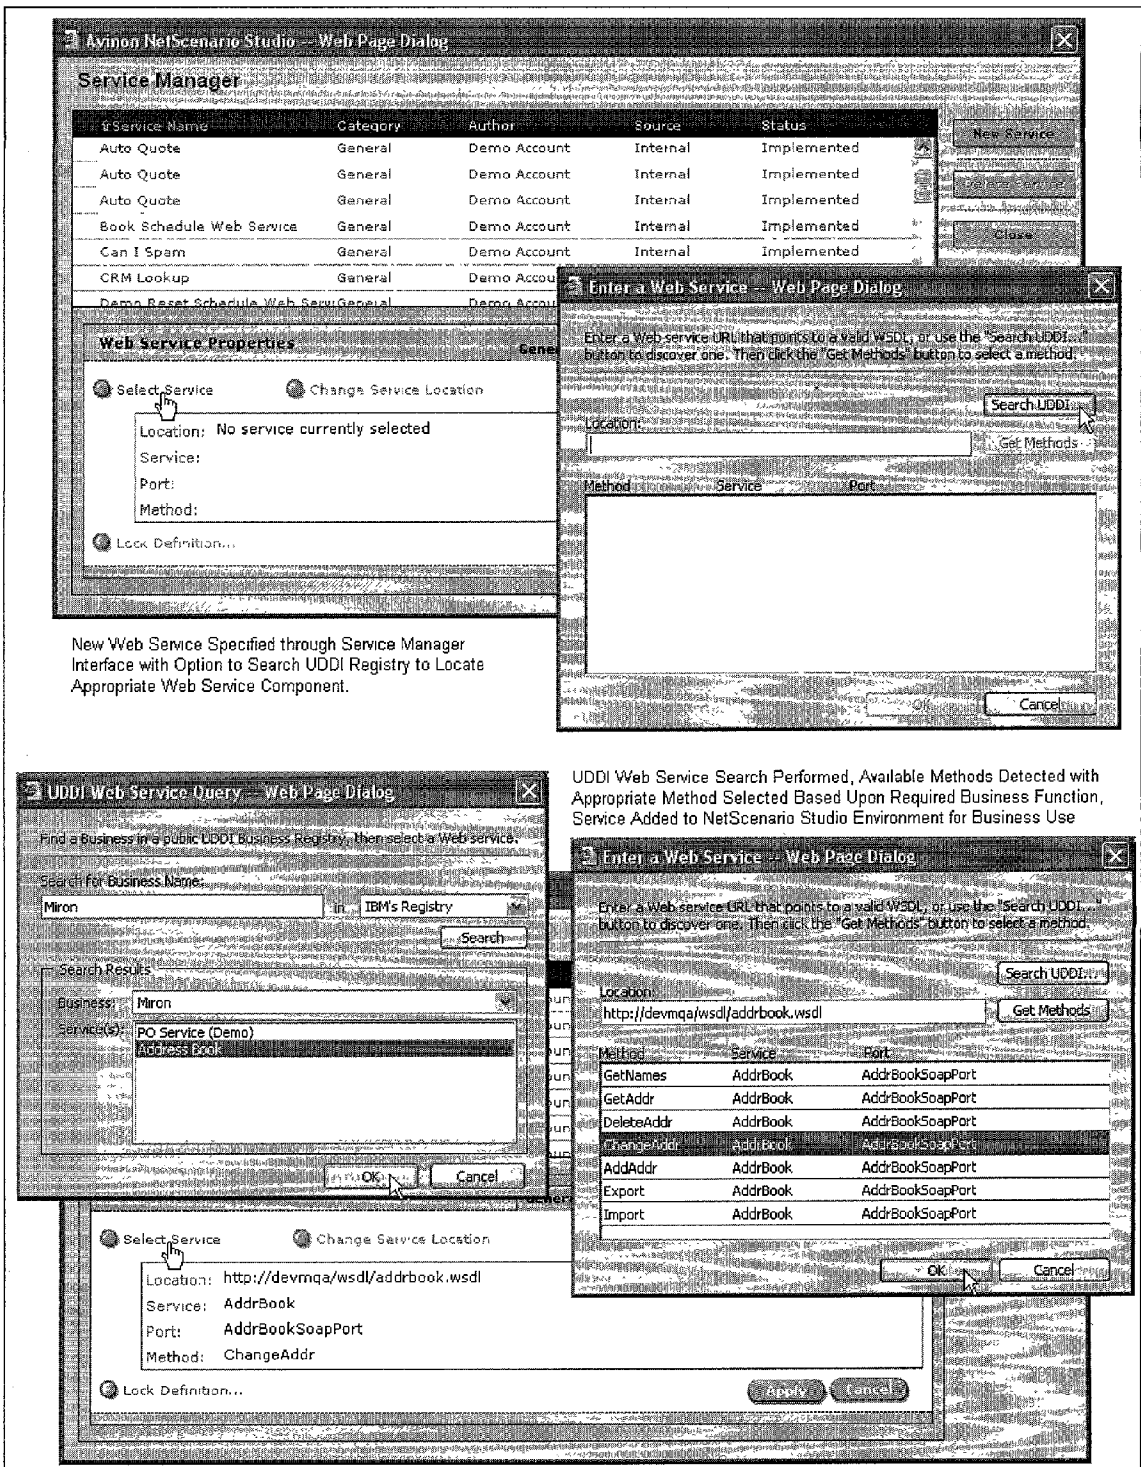 Avinon NetScenario Studio -- Web Page Dialog
Service Manager
Service Name Category Author Source Status
New Service
Auto Quote General Demo Account Internal Implemented
Auto Quote General Demo Account Internal Implemented
Delete Service
Auto Quote General Demo Account Internal Implemented
Book Schedule Web Service General Demo Account Internal Implemented
Close
Can I Spam General Demo Account Internal Implemented
CRM Lookup General Demo Accou
Demo Reset Schedule Web Serv General Demo Accoun
Web Service Properties Gener
Select Service Change Service Location
Location: No service currently selected
Service:
Port:
Method:
Lock Definition...
Enter a Web Service -- Web Page Dialog
Enter a Web service URL that points to a valid WSDL, or use the "Search UDDI..."
button to discover one. Then click the "Get Methods" button to select a method.
Search UDDI...
Location:
Get Methods
Method Service Port
OK Cancel
New Web Service Specified through Service Manager
Interface with Option to Search UDDI Registry to Locate
Appropriate Web Service Component.
UDDI Web Service Search Performed, Available Methods Detected with
Appropriate Method Selected Based Upon Required Business Function,
Service Added to NetScenario Studio Environment for Business Use
UDDI Web Service Query -- Web Page Dialog
Find a Business in a public UDDI Business Registry, then select a Web service.
Search for Business Name:
Miron in IBM's Registry
Search
Search Results
Business: Miron
Service(s): PO Service (Demo)
Address Book
OK Cancel
Enter a Web Service -- Web Page Dialog
Enter a Web service URL that points to a valid WSDL, or use the "Search UDDI..."
button to discover one. Then click the "Get Methods" button to select a method.
Search UDDI...
Location:
http://devmqa/wsdl/addrbook.wsdl Get Methods
Method Service Port
GetNames AddrBook AddrBookSoapPort
GetAddr AddrBook AddrBookSoapPort
DeleteAddr AddrBook AddrBookSoapPort
ChangeAddr AddrBook AddrBookSoapPort
AddAddr AddrBook AddrBookSoapPort
Export AddrBook AddrBookSoapPort
Import AddrBook AddrBookSoapPort
OK Cancel
Select Service Change Service Location
Location: http://devmqa/wsdl/addrbook.wsdl
Service: AddrBook
Port: AddrBookSoapPort
Method: ChangeAddr
Lock Definition... Apply Cancel